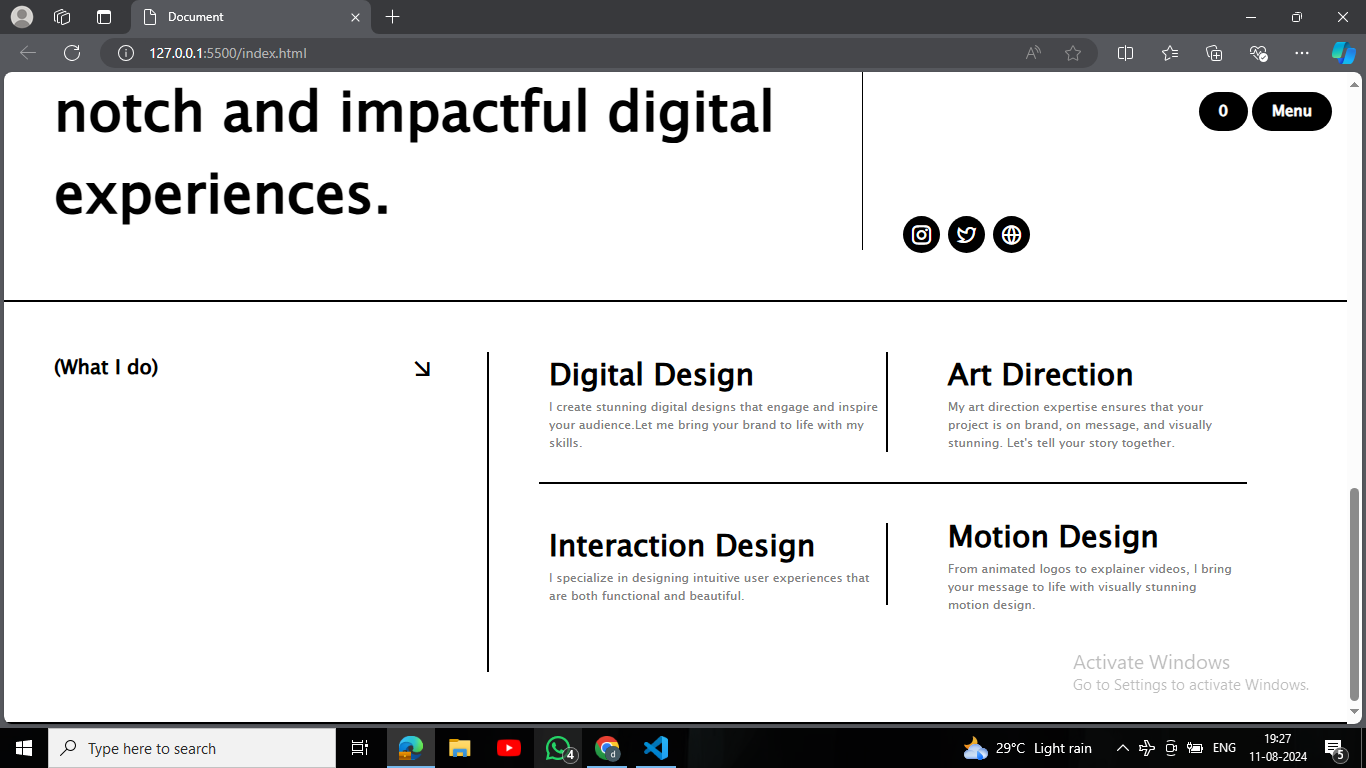 Document
127.0.0.1:5500/index.html
notch and impactful digital
experiences.
0
Menu
(What I do)
Digital Design
I create stunning digital designs that engage and inspire
your audience.Let me bring your brand to life with my
skills.
Art Direction
My art direction expertise ensures that your
project is on brand, on message, and visually
stunning. Let's tell your story together.
Interaction Design
I specialize in designing intuitive user experiences that
are both functional and beautiful.
Motion Design
From animated logos to explainer videos, I bring
your message to life with visually stunning
motion design.
Activate Windows
Go to Settings to activate Windows.
Type here to search
4
d
29°C Light rain
ENG
19:27
11-08-2024
5